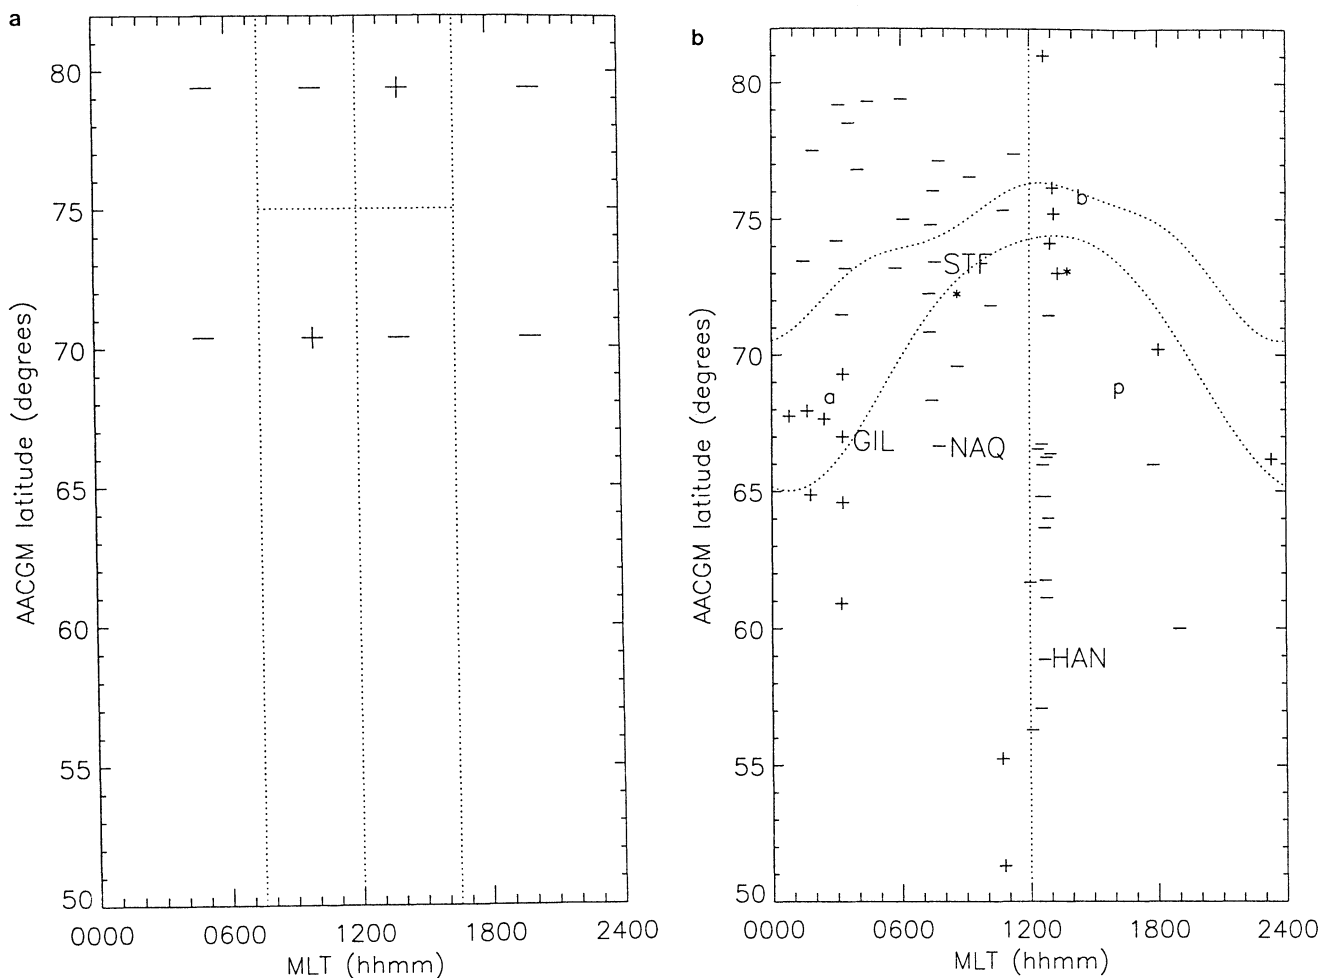 a
80
75
70
65
60
55
50
AACGM latitude (degrees)
0000 0600 1200 1800 2400
MLT (hhmm)
b
80
75
70
65
60
55
50
AACGM latitude (degrees)
b
STF
*
*
a
p
GIL
NAQ
HAN
0000 0600 1200 1800 2400
MLT (hhmm)